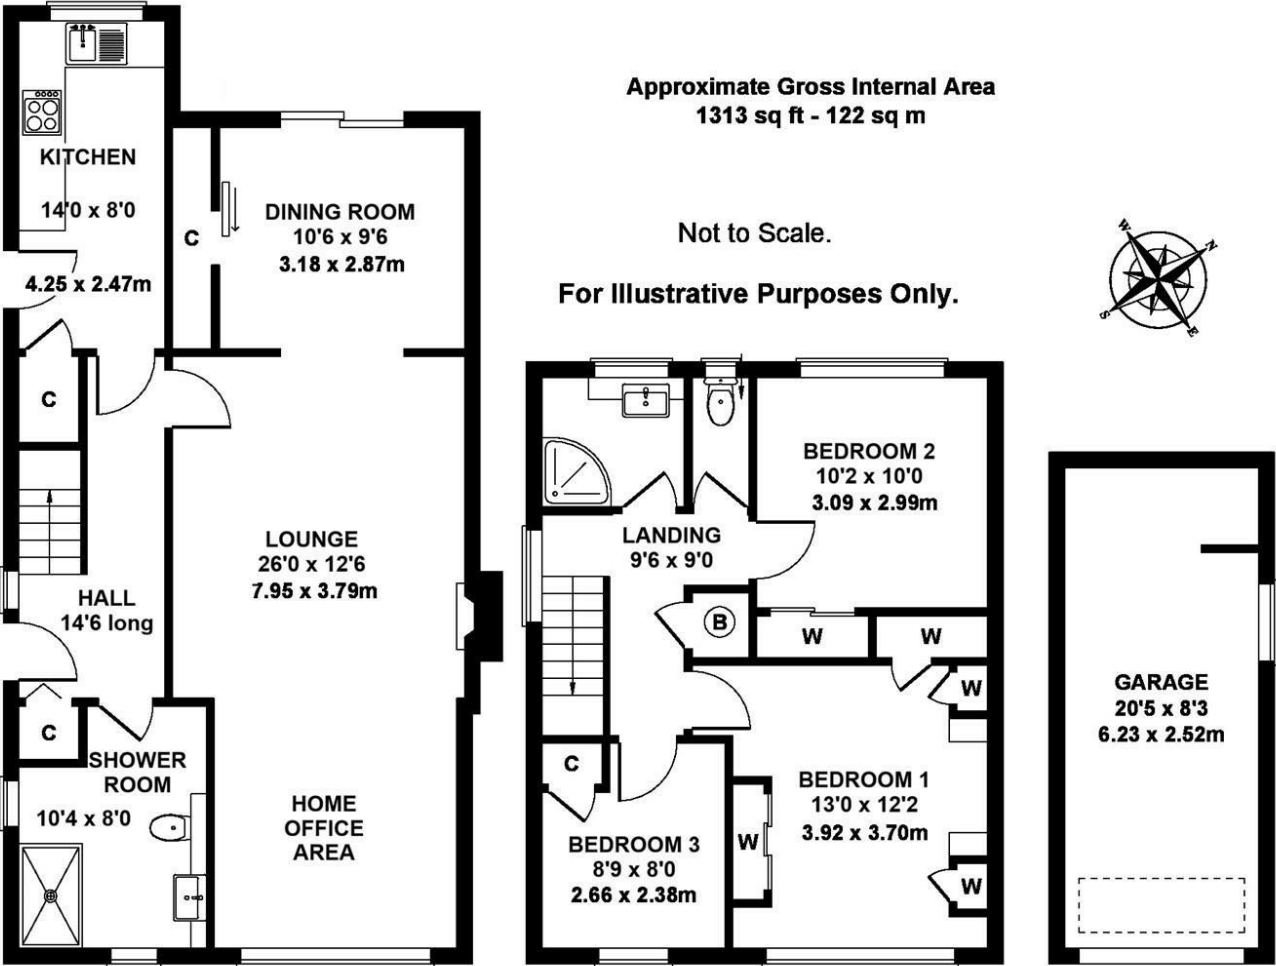 Approximate Gross Internal Area
1313 sq ft - 122 sq m
Not to Scale.
For Illustrative Purposes Only.
W
N
S
E
KITCHEN
14'0 x 8'0
4.25 x 2.47m
C
DINING ROOM
10'6 x 9'6
3.18 x 2.87m
C
LOUNGE
26'0 x 12'6
7.95 x 3.79m
HALL
14'6 long
C
SHOWER
ROOM
10'4 x 8'0
HOME
OFFICE
AREA
LANDING
9'6 x 9'0
BEDROOM 2
10'2 x 10'0
3.09 x 2.99m
B
W
W
W
C
BEDROOM 1
13'0 x 12'2
3.92 x 3.70m
W
W
BEDROOM 3
8'9 x 8'0
2.66 x 2.38m
GARAGE
20'5 x 8'3
6.23 x 2.52m